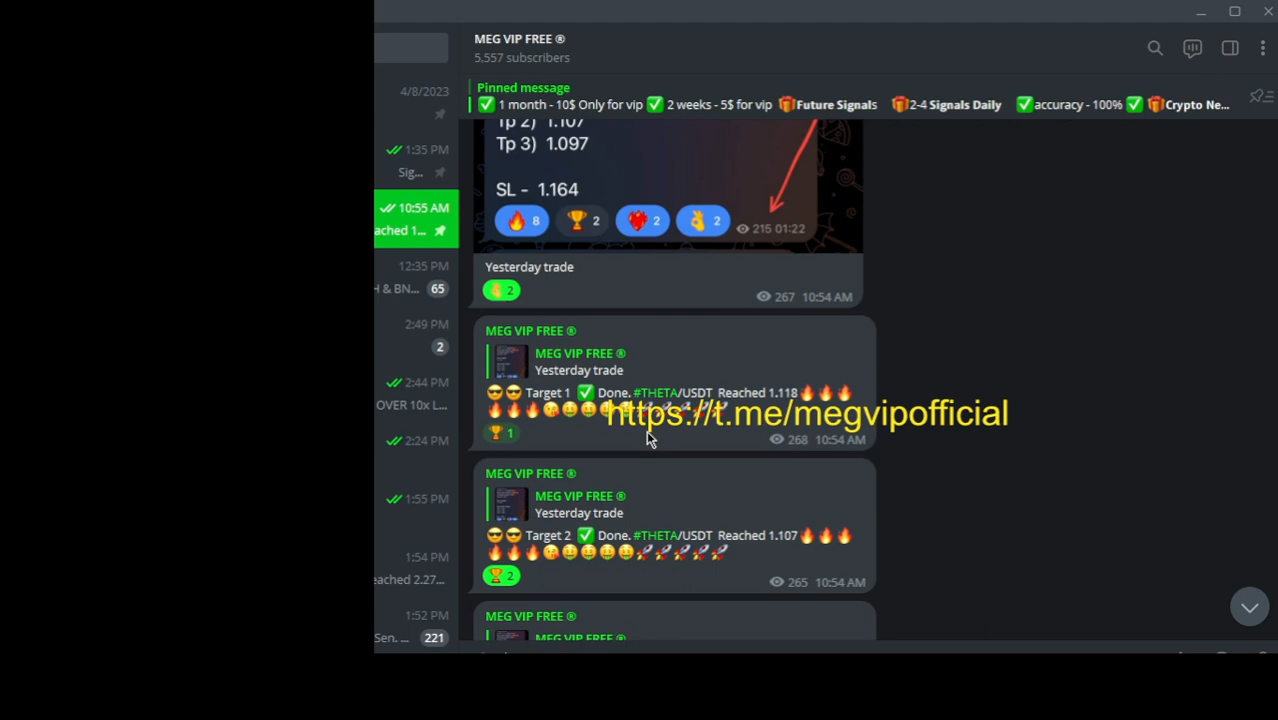 MEG VIP FREE ®
5,557 subscribers
4/8/2023
Pinned message
✅ 1 month - 10$ Only for vip ✅ 2 weeks - 5$ for vip 🎁Future Signals 🎁2-4 Signals Daily ✅accuracy - 100% ✅ 🎁Crypto Ne...
1:35 PM
Sig...
10:55 AM
ached 1...
12:35 PM
H & BN... 65
2:49 PM
2
2:44 PM
OVER 10x L...
2:24 PM
1:55 PM
1:54 PM
eached 2.27...
1:52 PM
Sen. ... 221
Tp 2) 1.107
Tp 3) 1.097
SL - 1.164
🔥 8 🏆 2 2 👌 2 215 01:22
Yesterday trade
2 267 10:54 AM
MEG VIP FREE ®
MEG VIP FREE ®
Yesterday trade
😎😎 Target 1 ✅ Done. #THETA/USDT Reached 1.118🔥🔥🔥
https://t.me/megvipofficial
🏆 1 268 10:54 AM
MEG VIP FREE ®
MEG VIP FREE ®
Yesterday trade
😎😎 Target 2 ✅ Done. #THETA/USDT Reached 1.107🔥🔥🔥
🔥🔥🔥😘🤑🤑🤑🤑🚀🚀🚀🚀🚀
🏆 2 265 10:54 AM
MEG VIP FREE ®
MEG VIP FREE ®